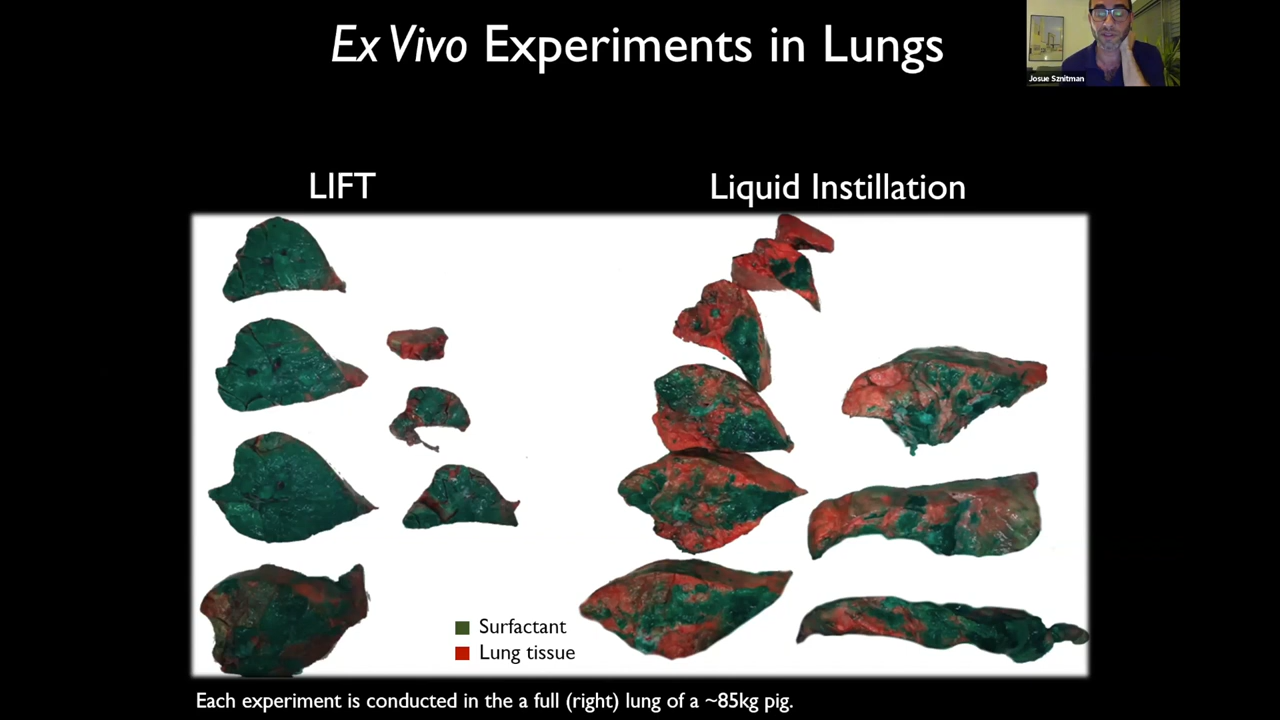 Ex Vivo Experiments in Lungs
Josue Sznitman
LIFT
Liquid Instillation
Surfactant
Lung tissue
Each experiment is conducted in the a full (right) lung of a ~85kg pig.